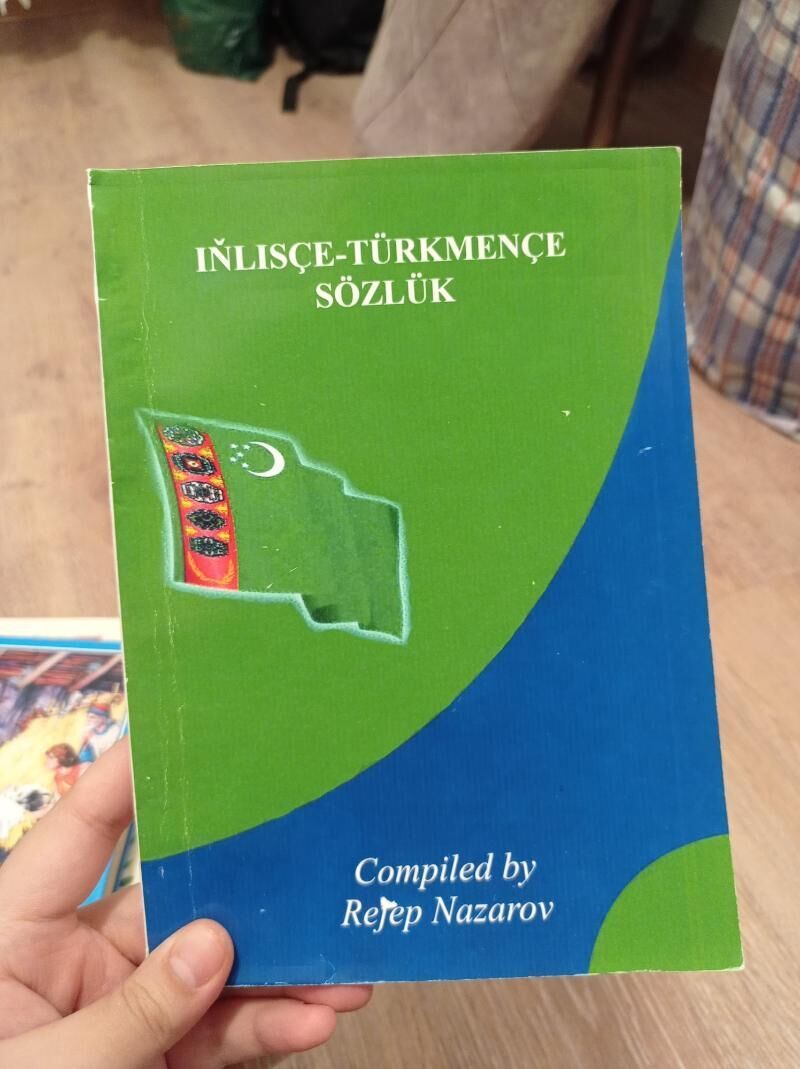 IŇLISÇE-TÜRKMENÇE
SÖZLÜK
Compiled by
Rejep Nazarov